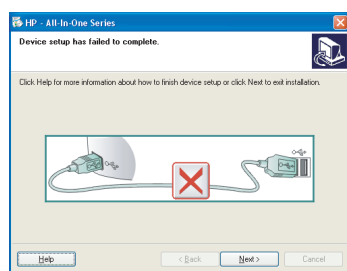 HP - All-In-One Series
Device setup has failed to complete.
Click Help for more information about how to finish device setup or click Next to exit installation.
Help
< Back
Next >
Cancel